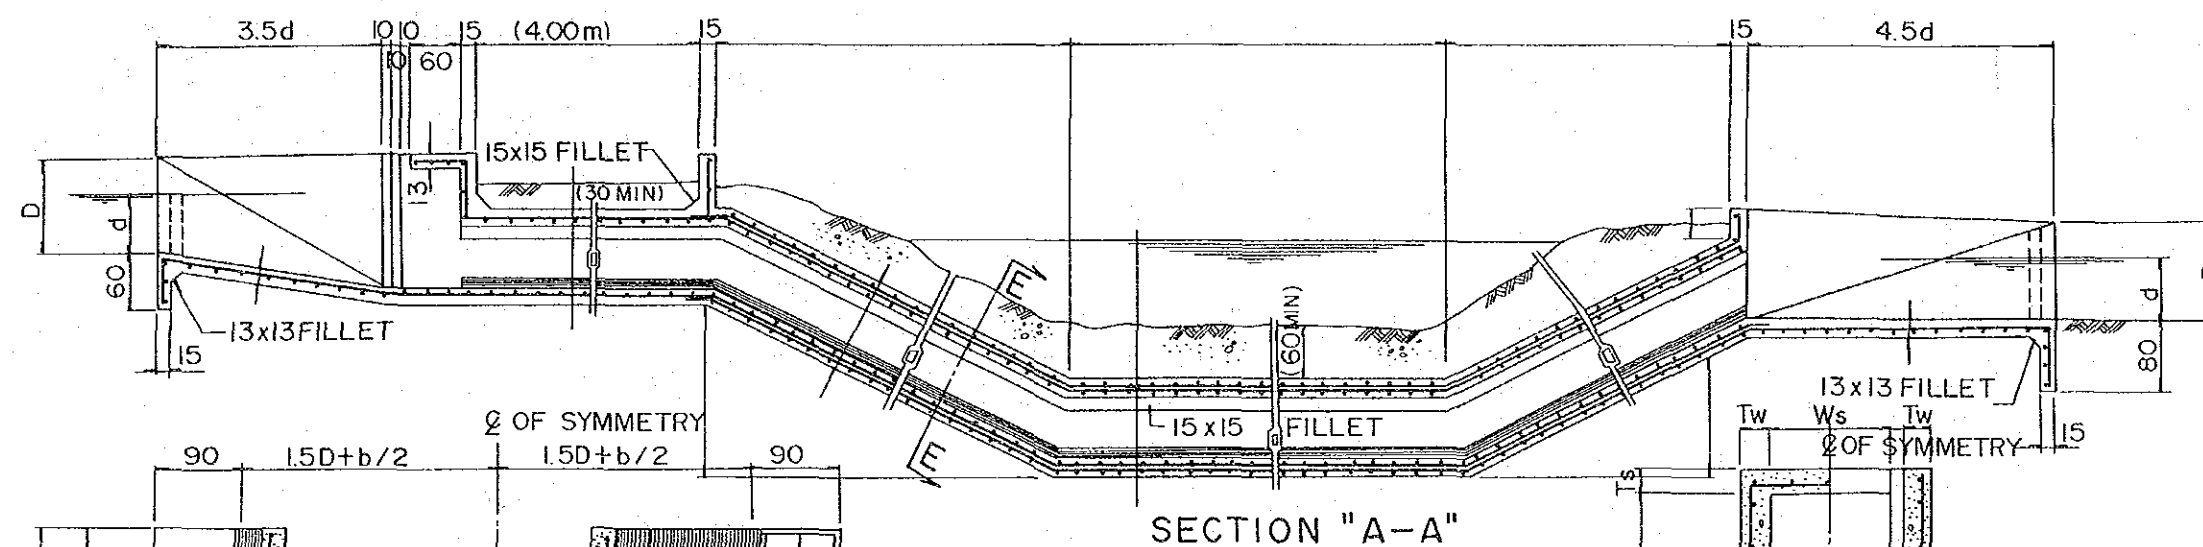 3.5d 10 10 15 (4.00m) 15 15 4.5d
10 60
15x15 FILLET
13
(30 MIN)
D
d
60
13x13 FILLET
15
E
(60 MIN)
d
80
13x13 FILLET
15x15 FILLET
E
℄ OF SYMMETRY
Tw Ws Tw
℄ OF SYMMETRY
15
90 1.5D+b/2 1.5D+b/2 90
Ts
SECTION "A-A"